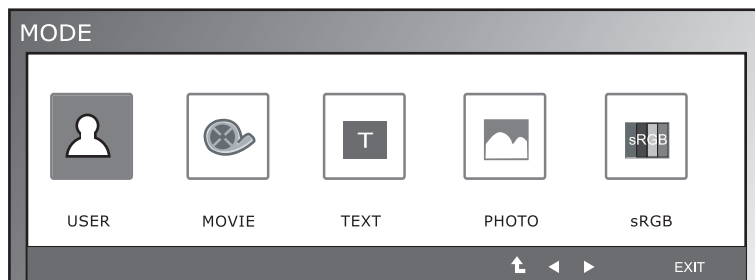 MODE
T
sRGB
USER MOVIE TEXT PHOTO sRGB
EXIT